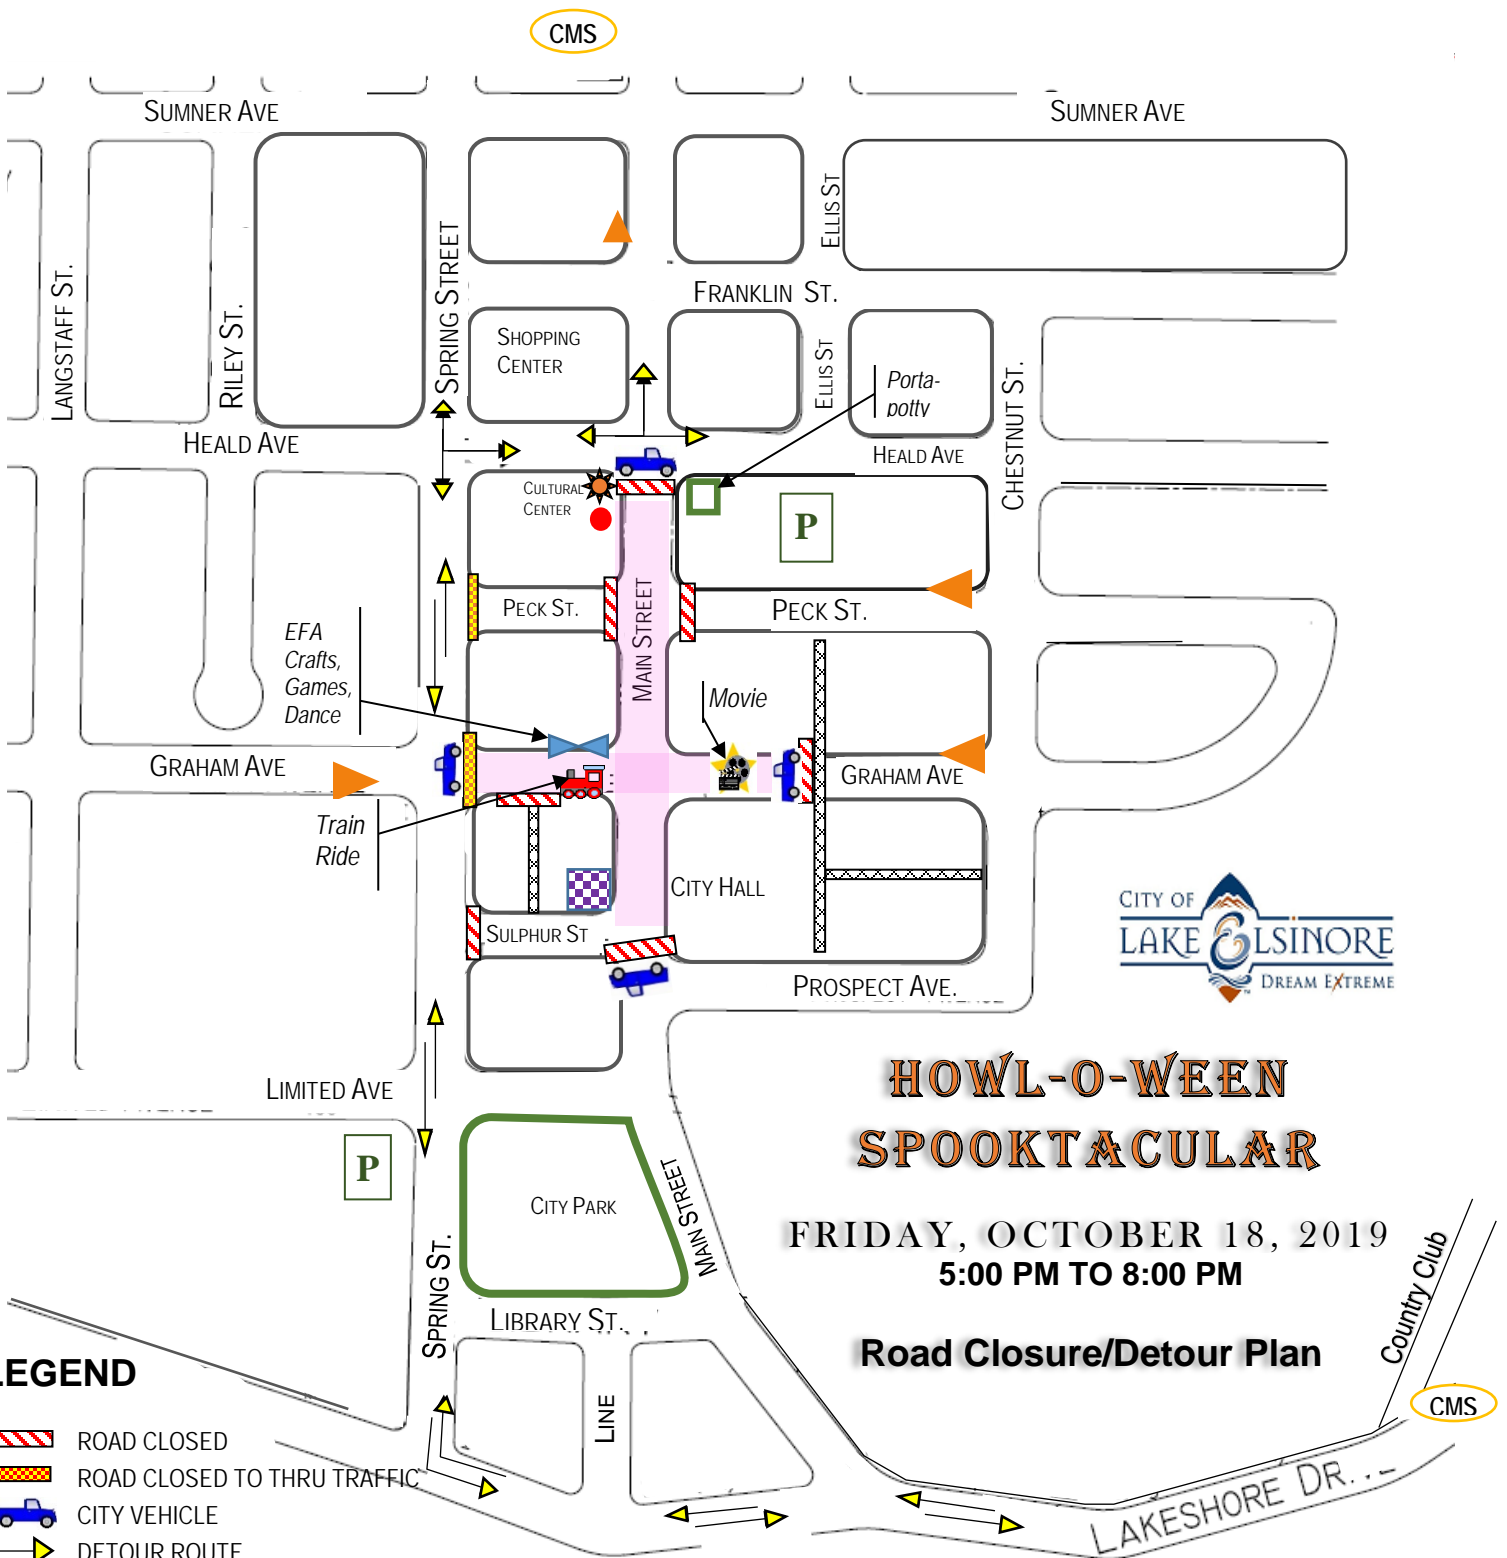 CMS
SUMNER AVE
SUMNER AVE
ELLIS ST
SPRING STREET
LANGSTAFF ST.
RILEY ST.
FRANKLIN ST.
SHOPPING
CENTER
ELLIS ST
Porta-
potty
CHESTNUT ST.
HEALD AVE
HEALD AVE
CULTURAL
CENTER
P
PECK ST.
MAIN STREET
PECK ST.
EFA
Crafts,
Games,
Dance
Movie
GRAHAM AVE
GRAHAM AVE
Train
Ride
CITY HALL
SULPHUR ST
PROSPECT AVE.
CITY OF
LAKE ELSINORE
DREAM EXTREME
LIMITED AVE
HOWL-O-WEEN
SPOOKTACULAR
P
CITY PARK
MAIN STREET
FRIDAY, OCTOBER 18, 2019
5:00 PM TO 8:00 PM
SPRING ST.
LIBRARY ST.
Country Club
Road Closure/Detour Plan
LINE
CMS
LAKESHORE DR.
LEGEND
ROAD CLOSED
ROAD CLOSED TO THRU TRAFFIC
CITY VEHICLE
DETOUR ROUTE